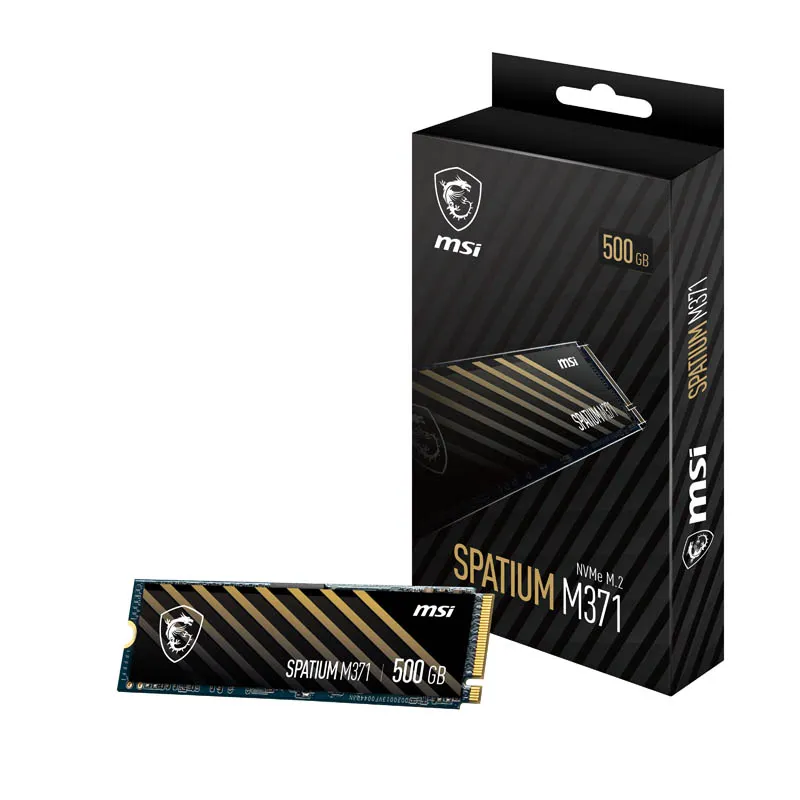 msi
500 GB
msi
SPATIUM M371
SPATIUM
NVMe M.2
M371
SPATIUM M371
msi
msi
SPATIUM M371 | 500 GB